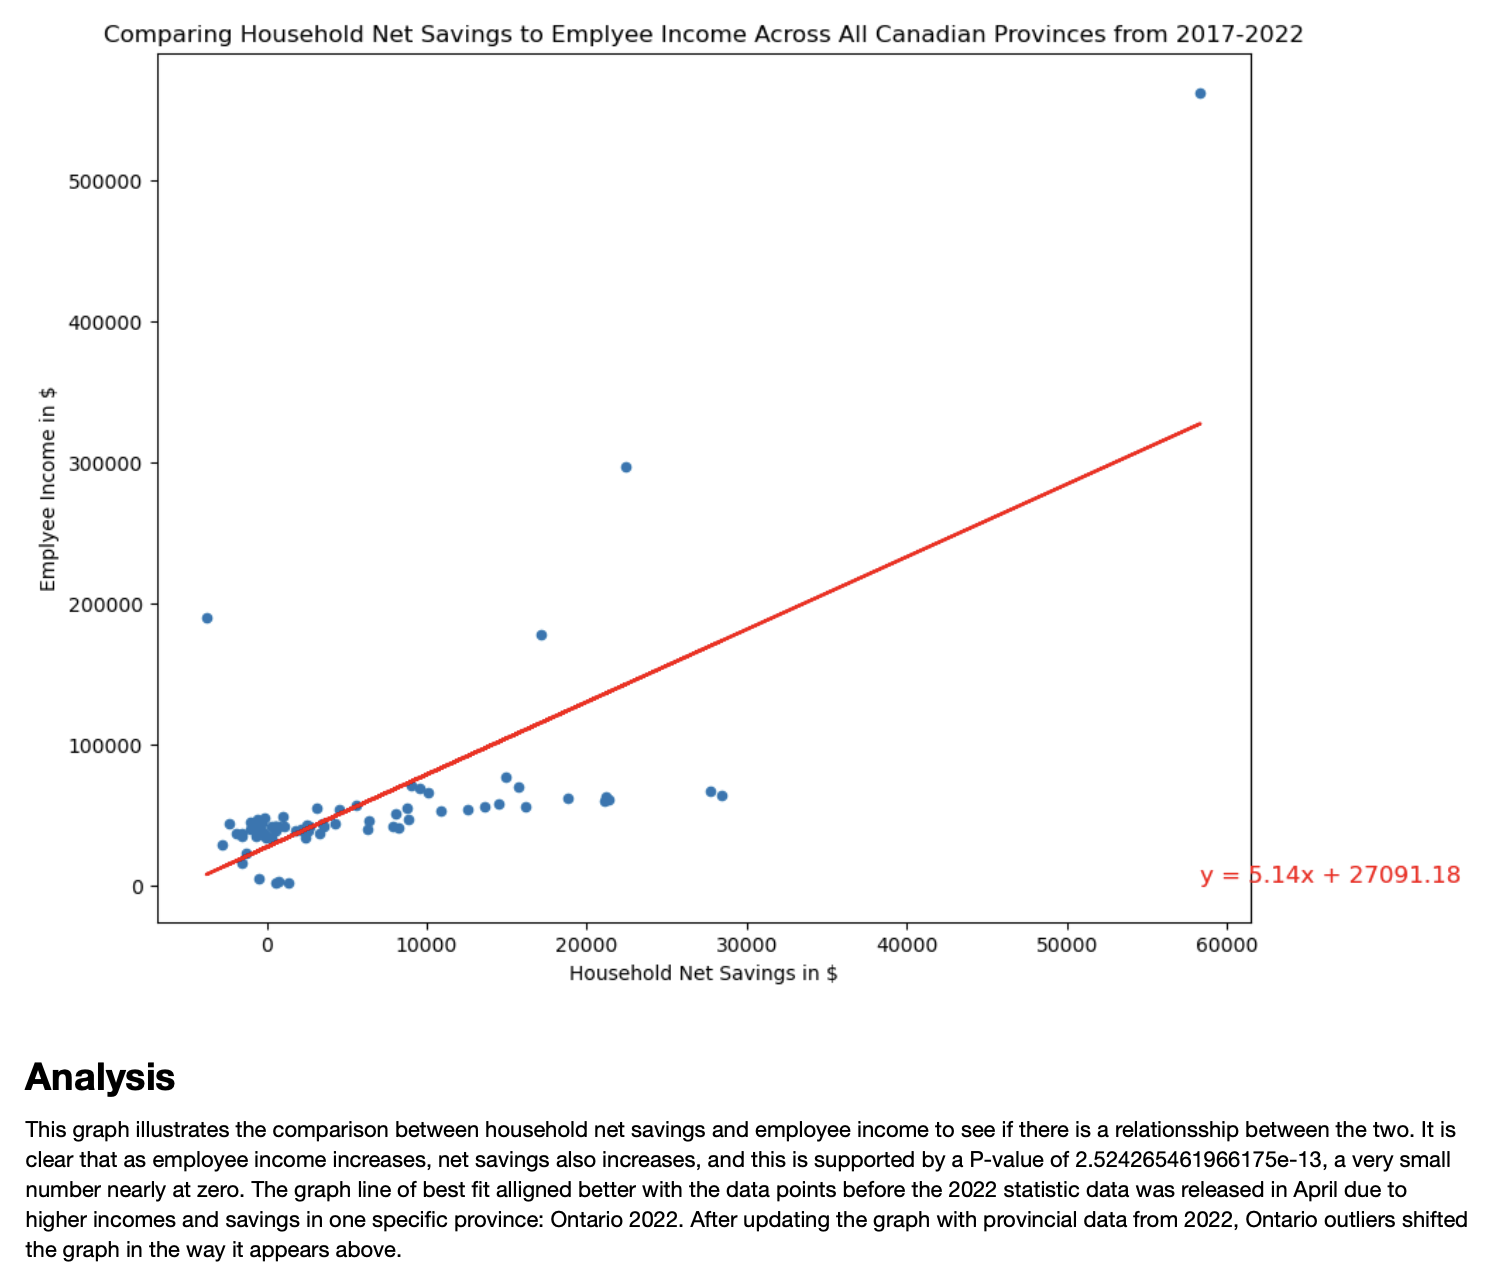 Comparing Household Net Savings to Emplyee Income Across All Canadian Provinces from 2017-2022
500000
400000
300000
200000
100000
0
Emplyee Income in $
0 10000 20000 30000 40000 50000 60000
Household Net Savings in $
y = 5.14x + 27091.18
Analysis
This graph illustrates the comparison between household net savings and employee income to see if there is a relationsship between the two. It is
clear that as employee income increases, net savings also increases, and this is supported by a P-value of 2.524265461966175e-13, a very small
number nearly at zero. The graph line of best fit alligned better with the data points before the 2022 statistic data was released in April due to
higher incomes and savings in one specific province: Ontario 2022. After updating the graph with provincial data from 2022, Ontario outliers shifted
the graph in the way it appears above.